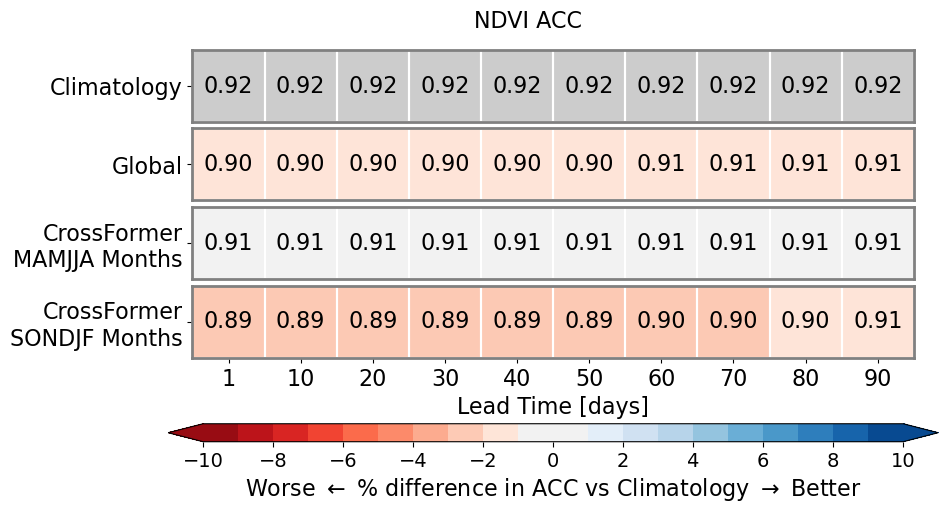 NDVI ACC
Climatology 0.92 0.92 0.92 0.92 0.92 0.92 0.92 0.92 0.92 0.92
Global 0.90 0.90 0.90 0.90 0.90 0.90 0.91 0.91 0.91 0.91
CrossFormer
MAMJJA Months 0.91 0.91 0.91 0.91 0.91 0.91 0.91 0.91 0.91 0.91
CrossFormer
SONDJF Months 0.89 0.89 0.89 0.89 0.89 0.89 0.90 0.90 0.90 0.91
1 10 20 30 40 50 60 70 80 90
Lead Time [days]
−10 −8 −6 −4 −2 0 2 4 6 8 10
Worse ← % difference in ACC vs Climatology → Better